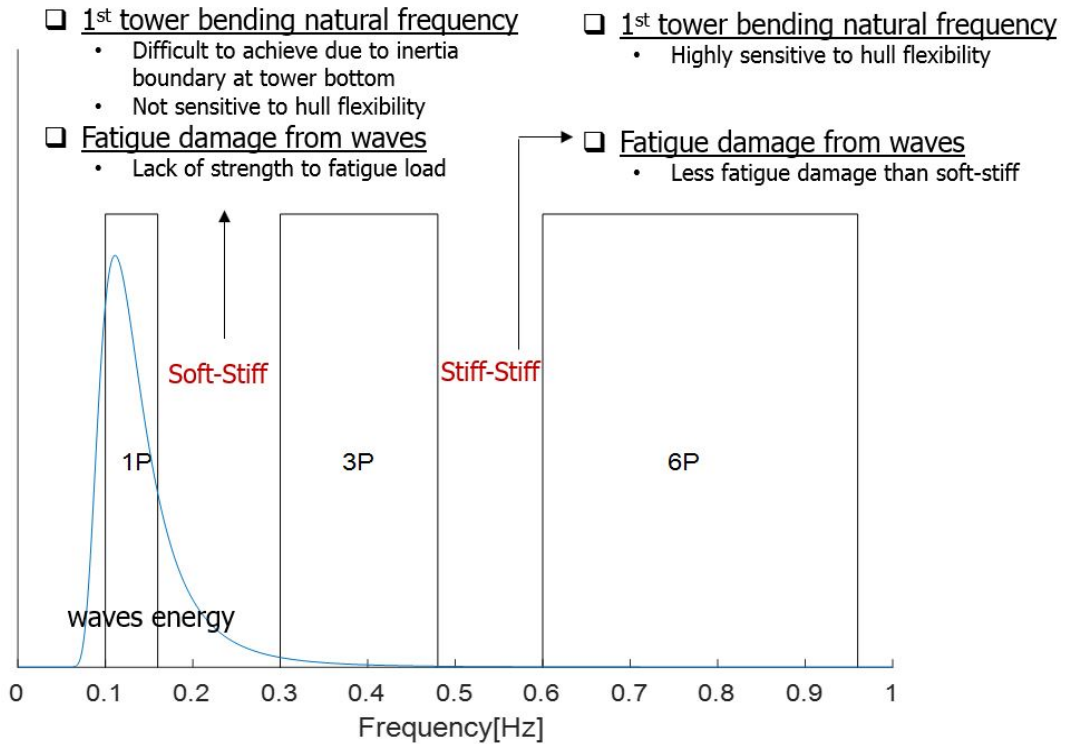 ❑ 1st tower bending natural frequency
• Difficult to achieve due to inertia
boundary at tower bottom
• Not sensitive to hull flexibility
❑ Fatigue damage from waves
• Lack of strength to fatigue load
❑ 1st tower bending natural frequency
• Highly sensitive to hull flexibility
❑ Fatigue damage from waves
• Less fatigue damage than soft-stiff
Soft-Stiff
Stiff-Stiff
1P
3P
6P
waves energy
0 0.1 0.2 0.3 0.4 0.5 0.6 0.7 0.8 0.9 1
Frequency[Hz]